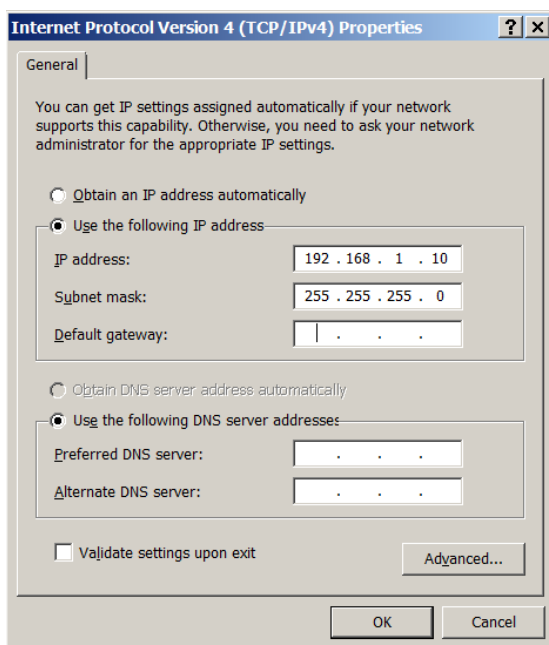 Internet Protocol Version 4 (TCP/IPv4) Properties
General
You can get IP settings assigned automatically if your network
supports this capability. Otherwise, you need to ask your network
administrator for the appropriate IP settings.
Obtain an IP address automatically
Use the following IP address
IP address: 192 . 168 . 1 . 10
Subnet mask: 255 . 255 . 255 . 0
Default gateway: . . .
Obtain DNS server address automatically
Use the following DNS server addresses
Preferred DNS server: . . .
Alternate DNS server: . . .
Validate settings upon exit
Advanced...
OK Cancel